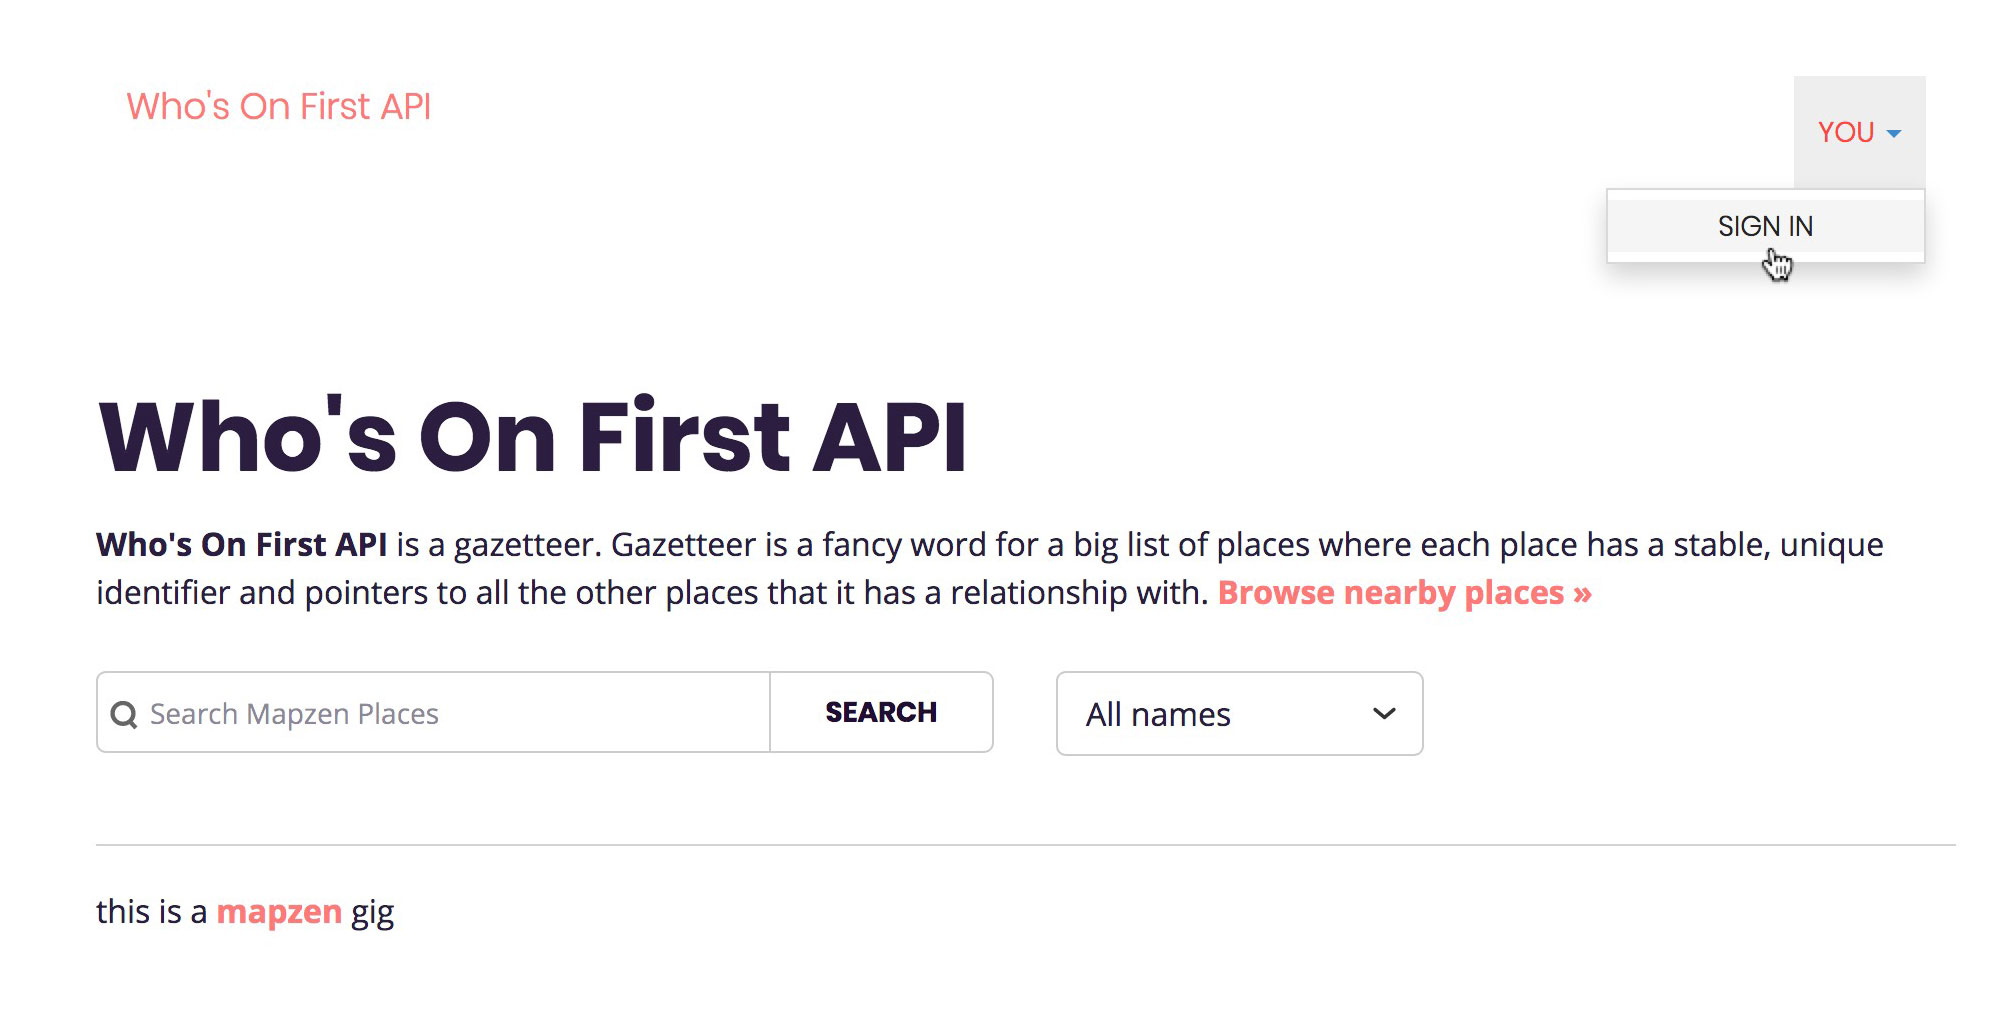 Who's On First API
YOU
SIGN IN
Who's On First API
Who's On First API is a gazetteer. Gazetteer is a fancy word for a big list of places where each place has a stable, unique
identifier and pointers to all the other places that it has a relationship with. Browse nearby places »
Search Mapzen Places
SEARCH
All names
this is a mapzen gig